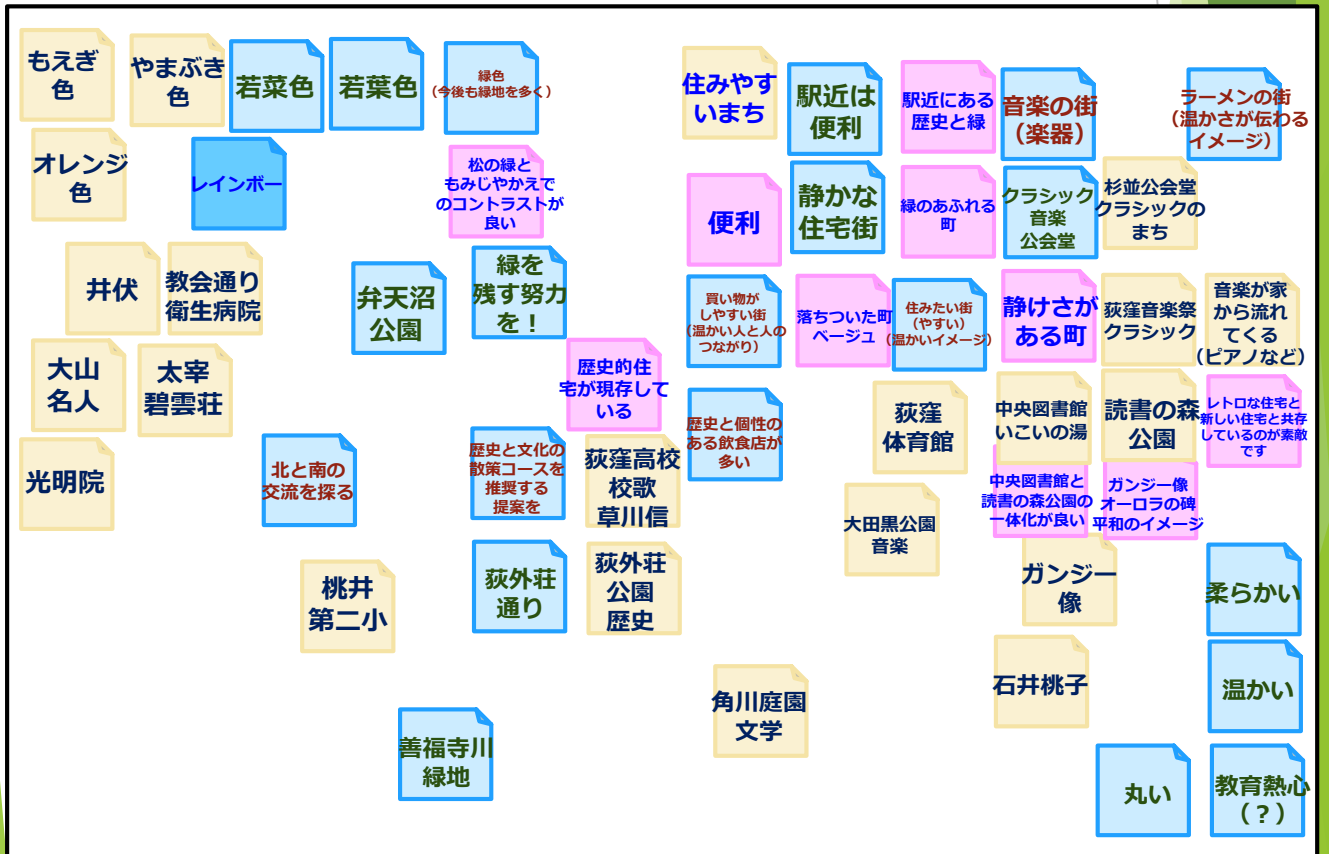 もえぎ
色
やまぶき
色
若菜色
若葉色
緑色
（今後も緑地を多く）
住みやす
いまち
駅近は
便利
駅近にある
歴史と緑
音楽の街
（楽器）
ラーメンの街
（温かさが伝わる
イメージ）
オレンジ
色
レインボー
松の緑と
もみじやかえで
のコントラストが
良い
便利
静かな
住宅街
緑のあふれる
町
クラシック
音楽
公会堂
杉並公会堂
クラシックの
まち
井伏
教会通り
衛生病院
弁天沼
公園
緑を
残す努力
を！
買い物が
しやすい街
（温かい人と人の
つながり）
落ちついた町
ベージュ
住みたい街
（やすい）
（温かいイメージ）
静けさが
ある町
荻窪音楽祭
クラシック
音楽が家
から流れ
てくる
（ピアノなど）
大山
名人
太宰
碧雲荘
歴史的住
宅が現存して
いる
歴史と個性の
ある飲食店が
多い
荻窪
体育館
中央図書館
いこいの湯
読書の森
公園
レトロな住宅と
新しい住宅と共存
しているのが素敵
です
光明院
北と南の
交流を探る
歴史と文化の
散策コースを
推奨する
提案を
荻窪高校
校歌
草川信
大田黒公園
音楽
中央図書館と
読書の森公園の
一体化が良い
ガンジー像
オーロラの碑
平和のイメージ
桃井
第二小
荻外荘
通り
荻外荘
公園
歴史
ガンジー
像
柔らかい
善福寺川
緑地
角川庭園
文学
石井桃子
温かい
丸い
教育熱心
（？）